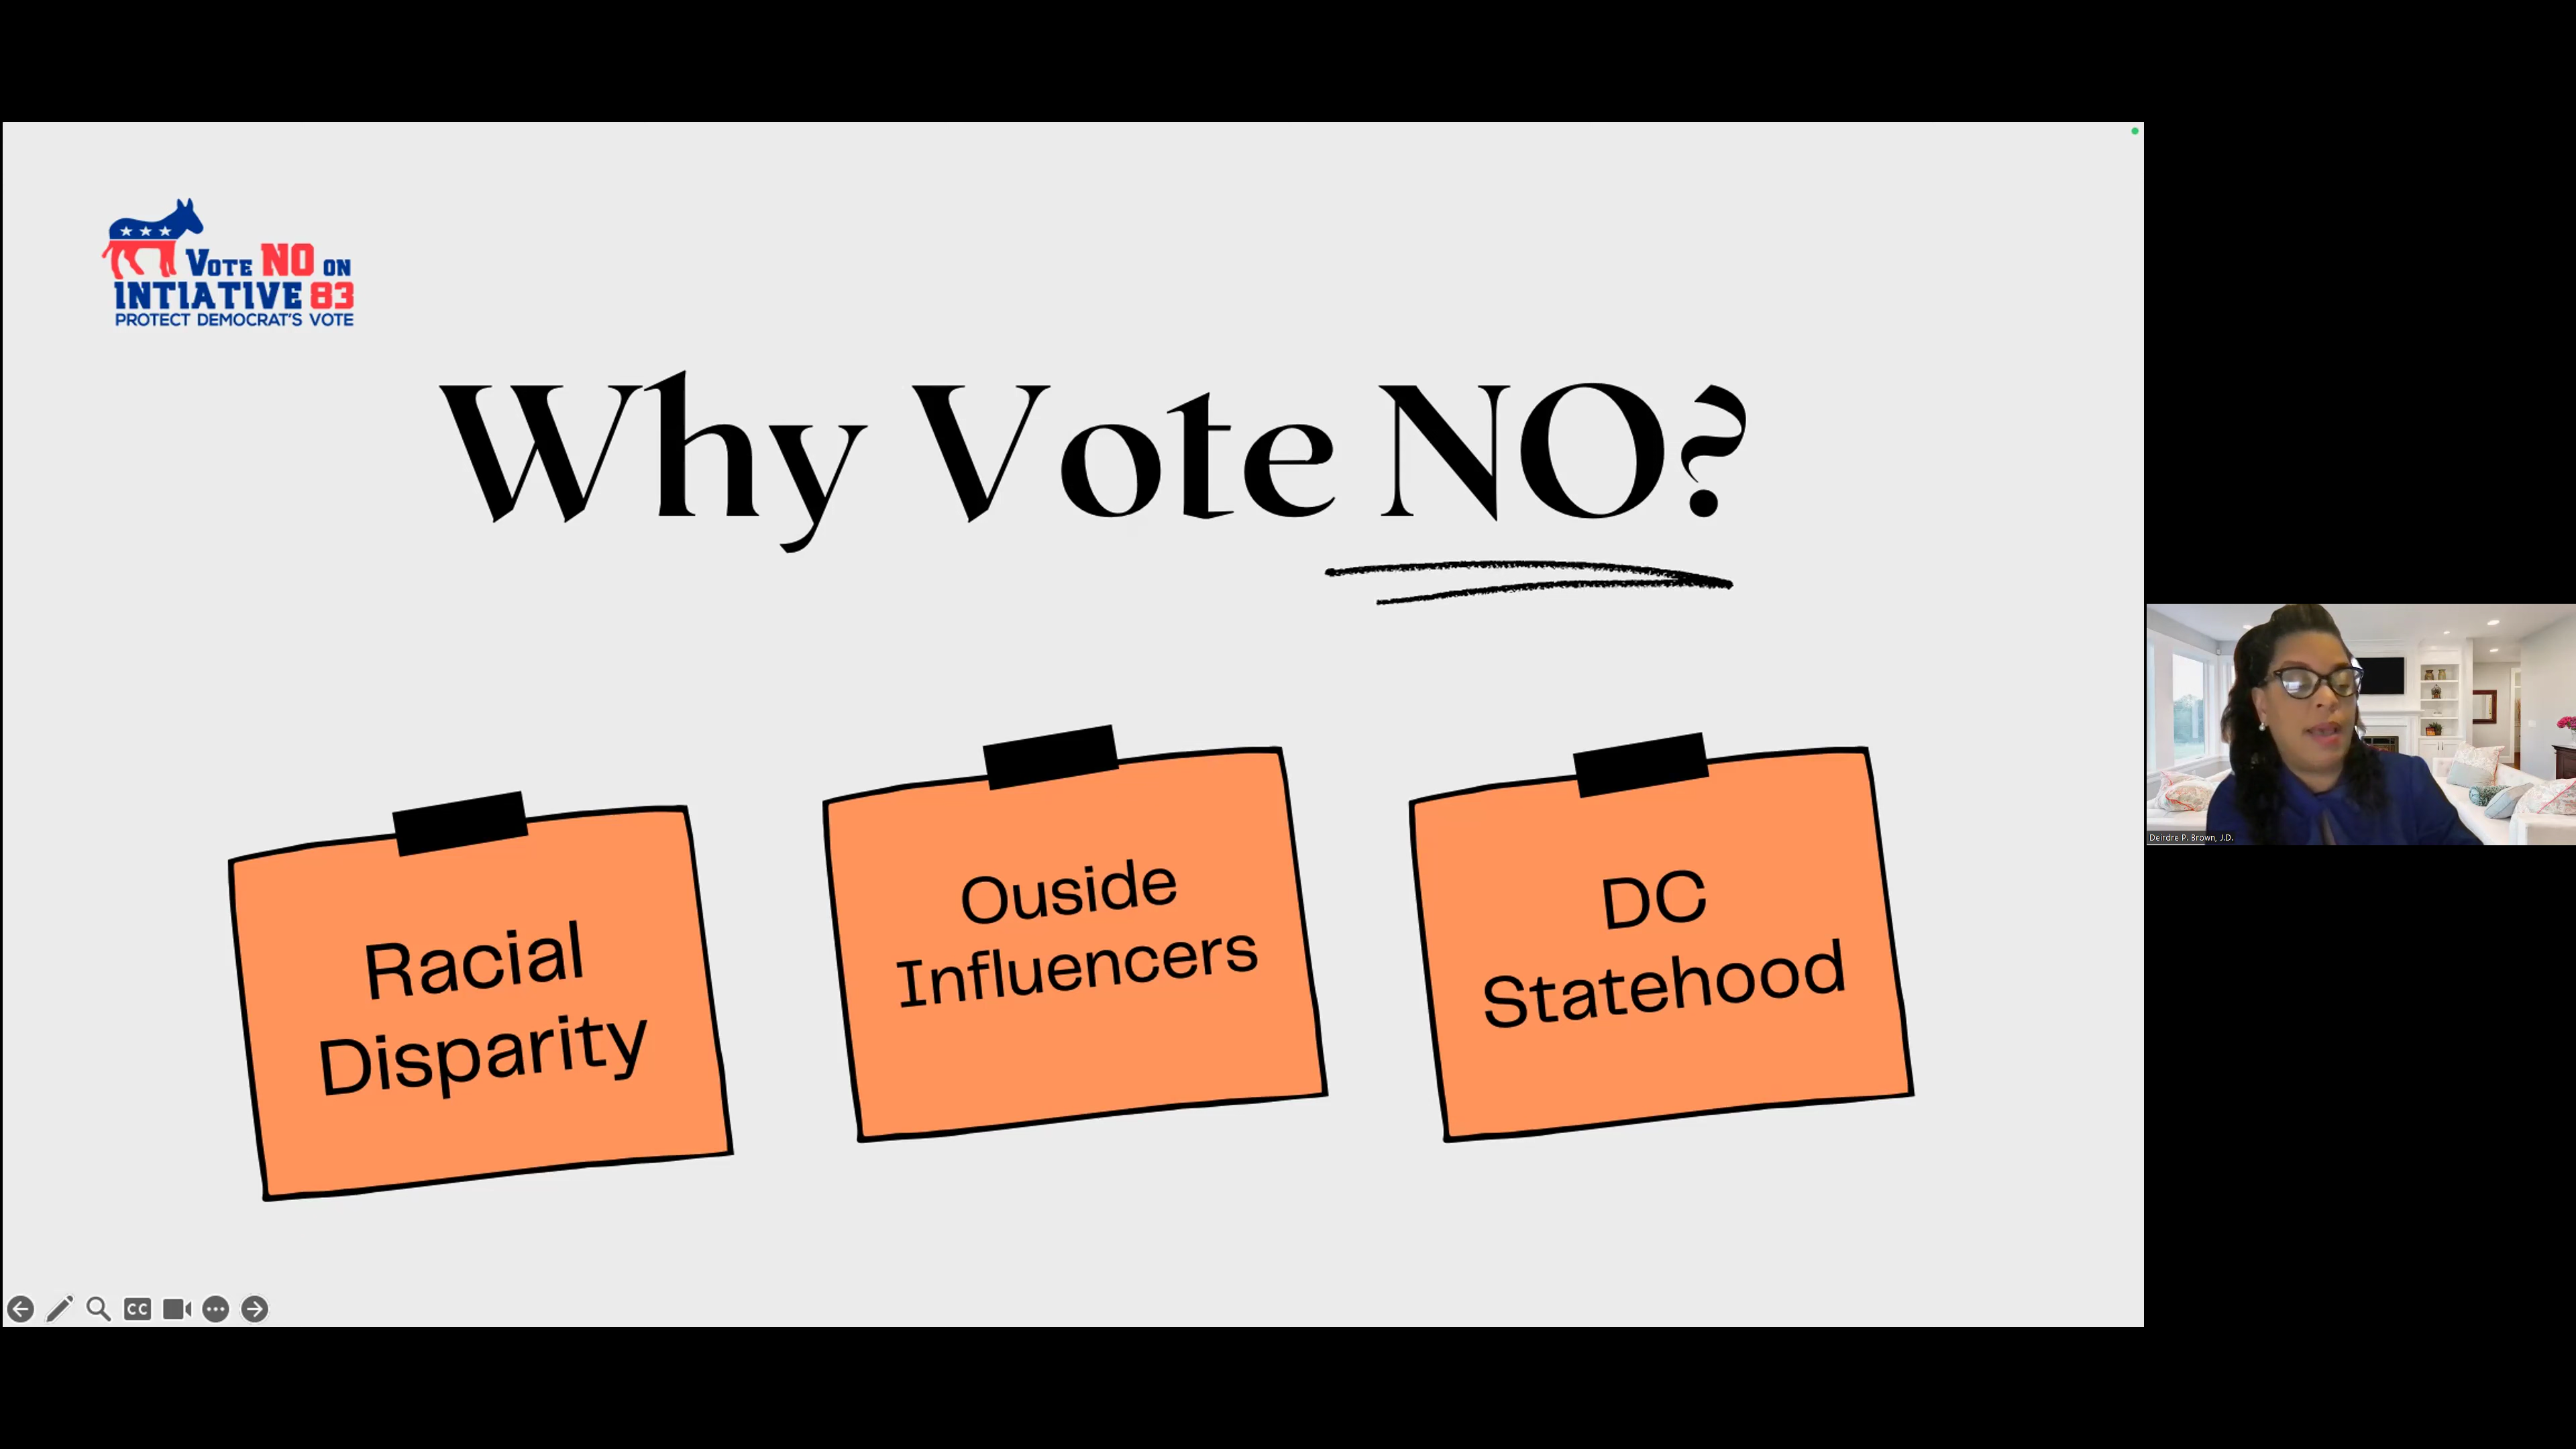 Vote NO on
INTIATIVE 83
PROTECT DEMOCRAT'S VOTE
Why Vote NO?
Racial
Disparity
Ouside
Influencers
DC
Statehood
Deirdre P. Brown, J.D.
CC